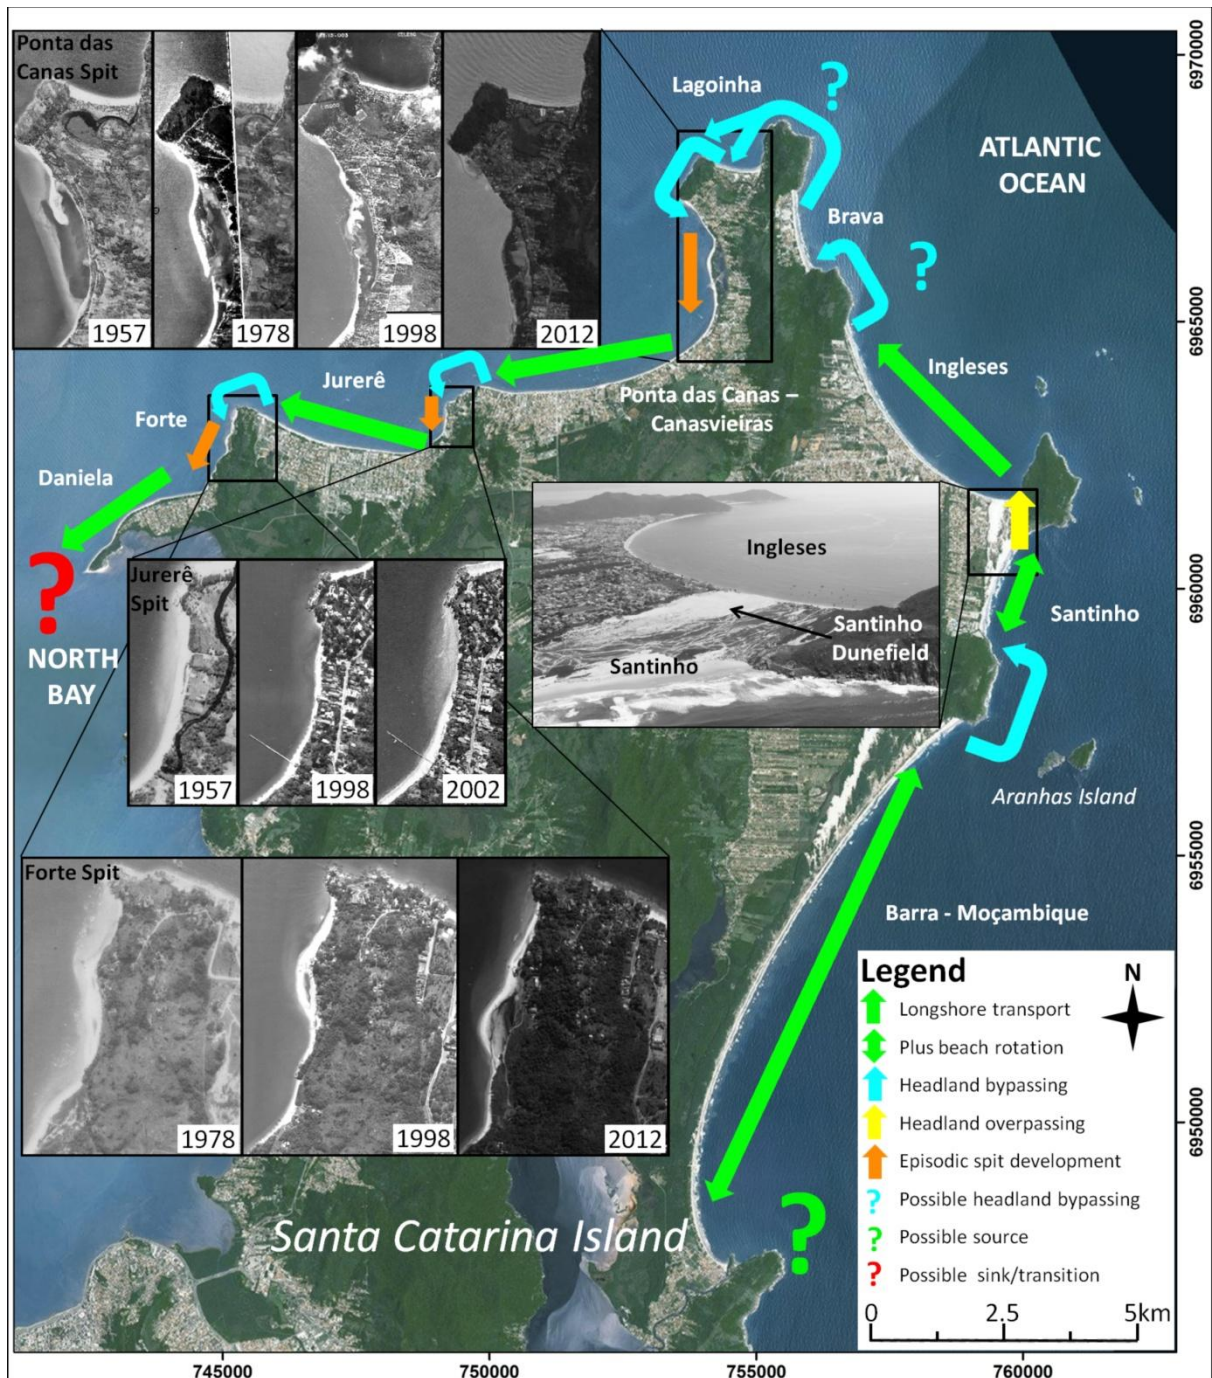 Ponta das
Canas Spit
1957
1978
1998
2012
Lagoinha
?
ATLANTIC
OCEAN
Brava
?
Ingleses
Jurerê
Ponta das Canas –
Canasvieiras
Forte
Daniela
?
NORTH
BAY
Jurerê
Spit
1957
1998
2002
Ingleses
Santinho
Dunefield
Santinho
Santinho
Aranhas Island
Forte Spit
1978
1998
2012
Barra - Moçambique
Santa Catarina Island
?
Legend
N
Longshore transport
Plus beach rotation
Headland bypassing
Headland overpassing
Episodic spit development
? Possible headland bypassing
? Possible source
? Possible sink/transition
0 2.5 5km
6970000
6965000
6960000
6955000
6950000
745000 750000 755000 760000